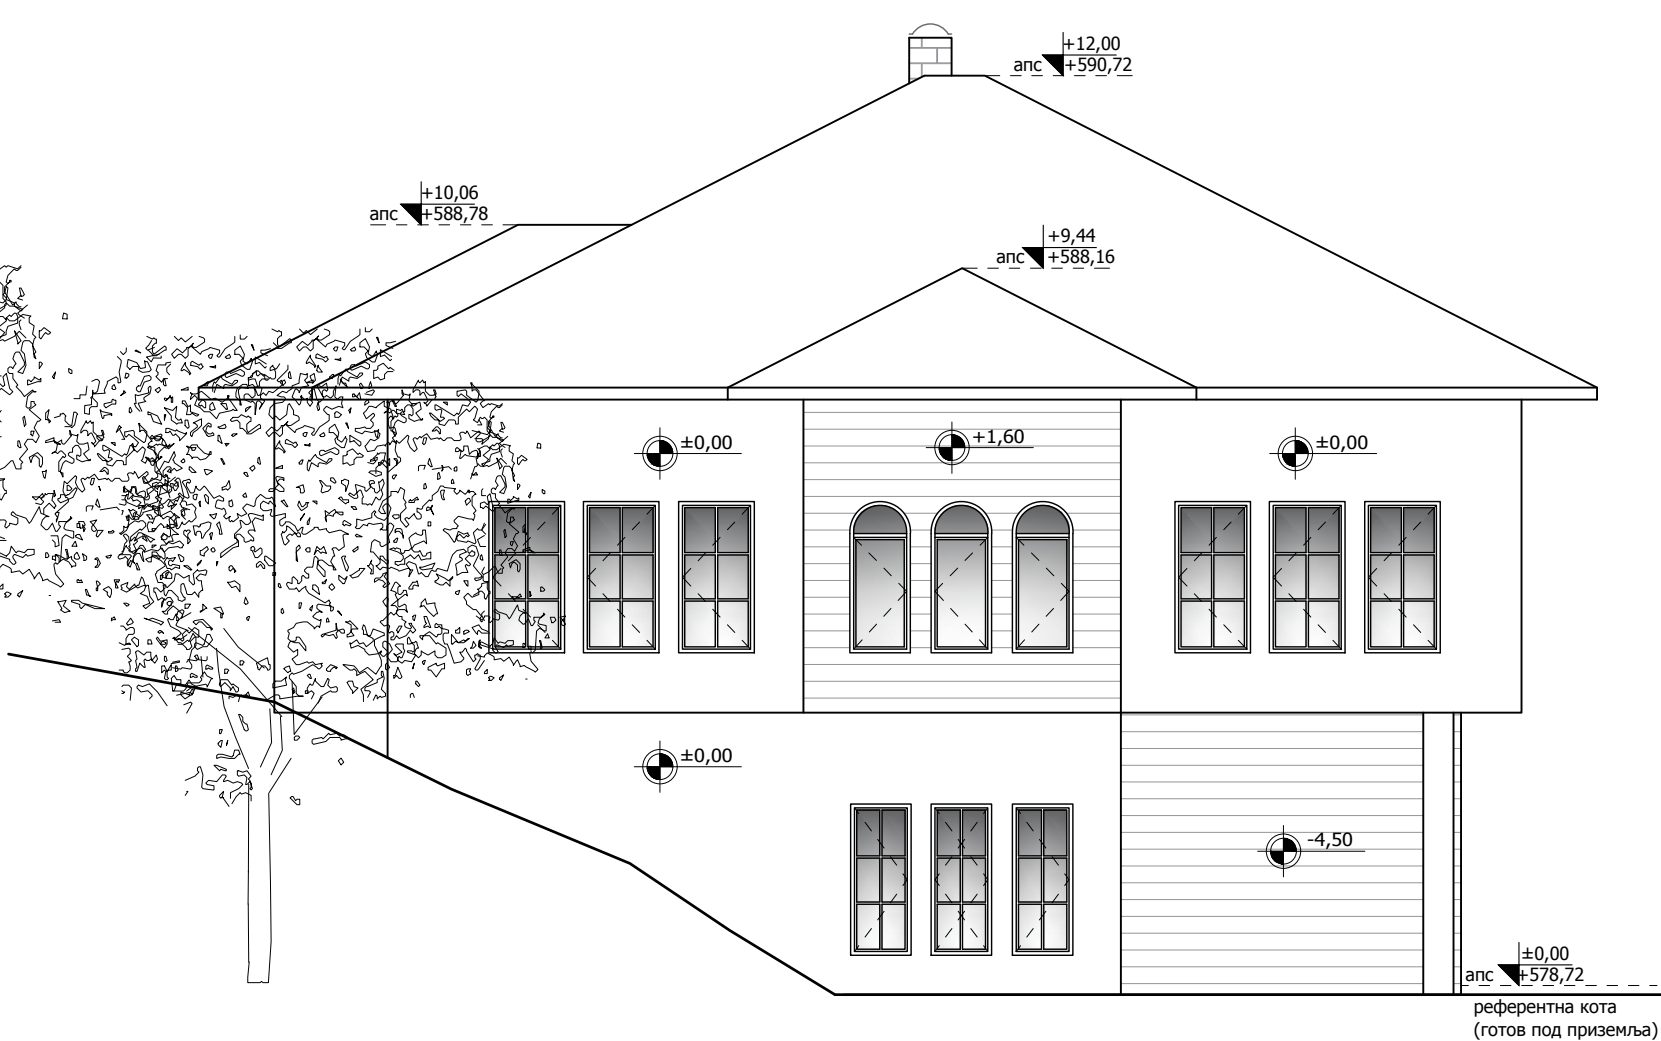 +12,00
апс +590,72
+10,06
апс +588,78
+9,44
апс +588,16
±0,00
+1,60
±0,00
±0,00
-4,50
±0,00
апс +578,72
референтна кота
(готов под приземља)